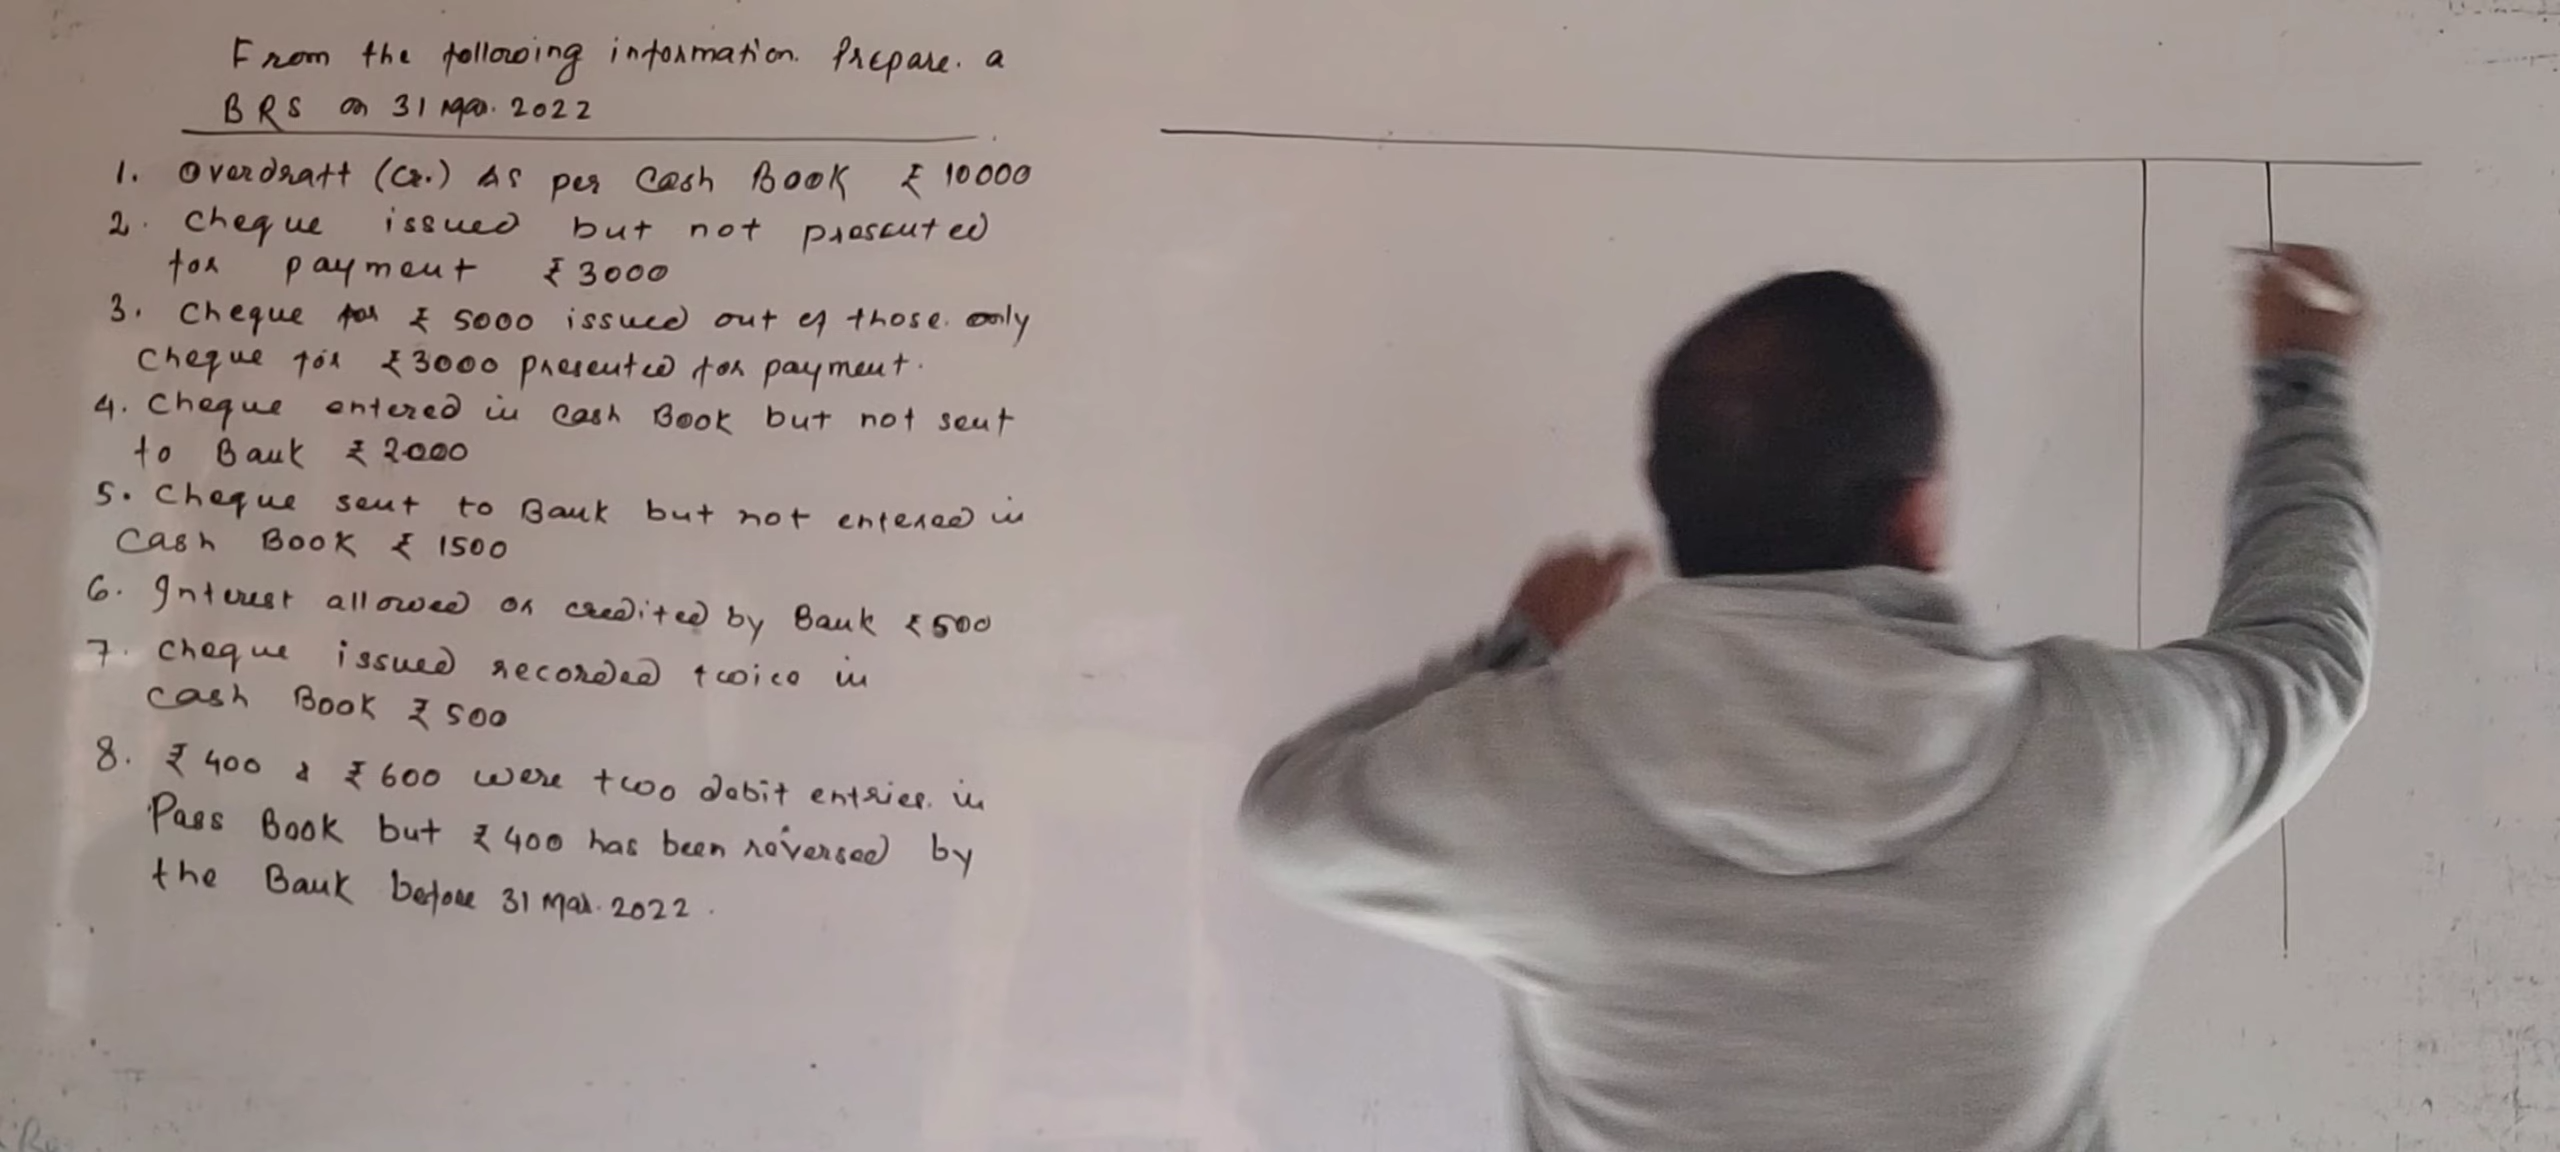 From the following information. Prepare. a
BRS on 31 Mar. 2022
1. Overdraft (Cr.) As per Cash Book ₹ 10000
2. Cheque issued but not presented
for payment ₹ 3000
3. Cheque for ₹ 5000 issued out of those. only
Cheque for ₹3000 presented for payment.
4. Cheque entered in Cash Book but not sent
to Bank ₹ 2000
5. Cheque sent to Bank but not entered in
Cash Book ₹ 1500
6. Interest allowed or credited by Bank ₹500
7. Cheque issued recorded twice in
Cash Book ₹ 500
8. ₹ 400 & ₹ 600 were two debit entries. in
Pass Book but ₹ 400 has been reversed by
the Bank before 31 Mar. 2022.